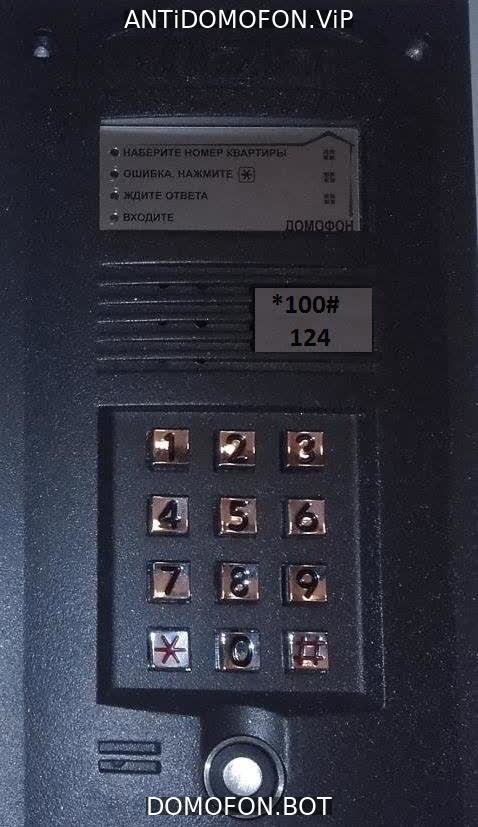 ANTiDOMOFON.ViP
НАБЕРИТЕ НОМЕР КВАРТИРЫ
ОШИБКА. НАЖМИТЕ *
ЖДИТЕ ОТВЕТА
ВХОДИТЕ
ДОМОФОН
*100#
124
1 2 3
4 5 6
7 8 9
* 0 #
DOMOFON.BOT